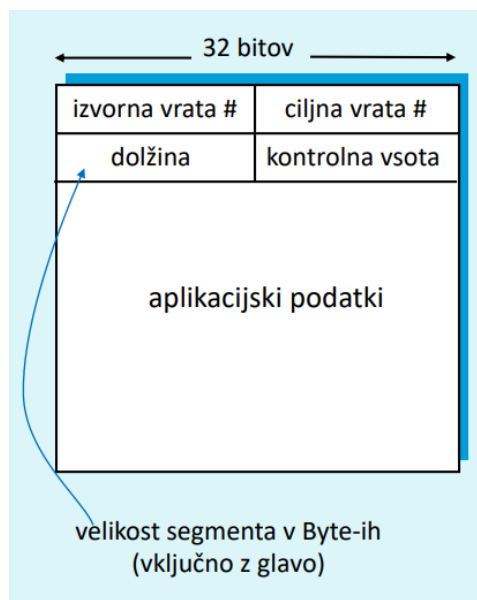 32 bitov
izvorna vrata # ciljna vrata #
dolžina kontrolna vsota
aplikacijski podatki
velikost segmenta v Byte-ih
(vključno z glavo)